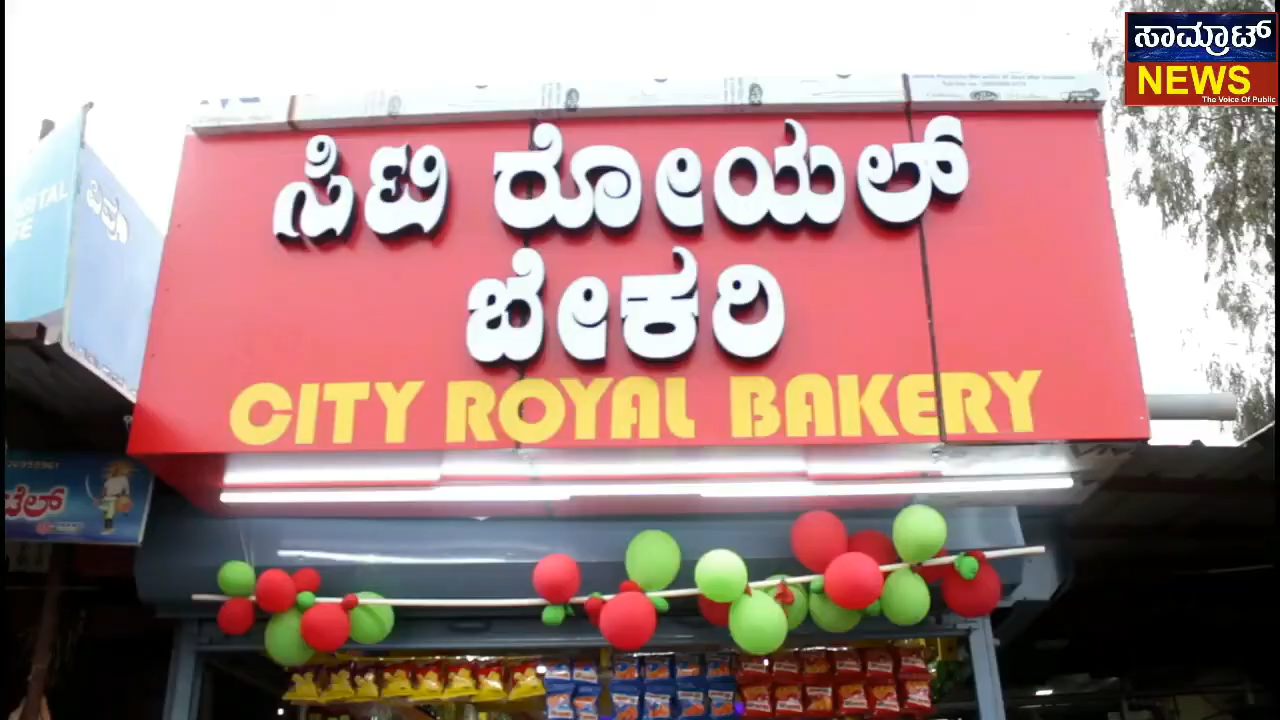 ಸಾಮ್ರಾಟ್
NEWS
The Voice Of Public
ಸಿಟಿ ರೋಯಲ್
ಬೇಕರಿ
CITY ROYAL BAKERY